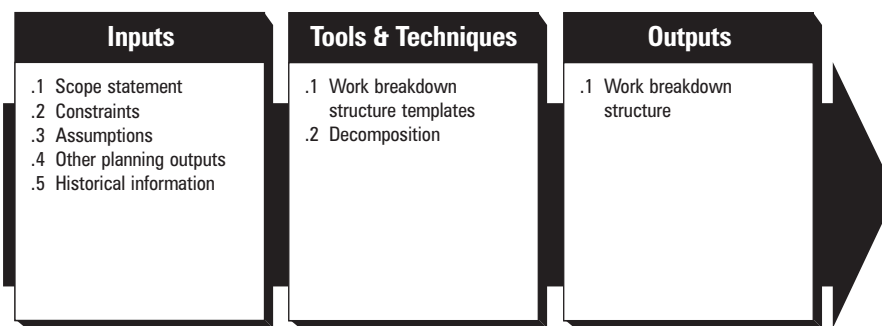 Inputs
.1 Scope statement
.2 Constraints
.3 Assumptions
.4 Other planning outputs
.5 Historical information
Tools & Techniques
.1 Work breakdown
structure templates
.2 Decomposition
Outputs
.1 Work breakdown
structure